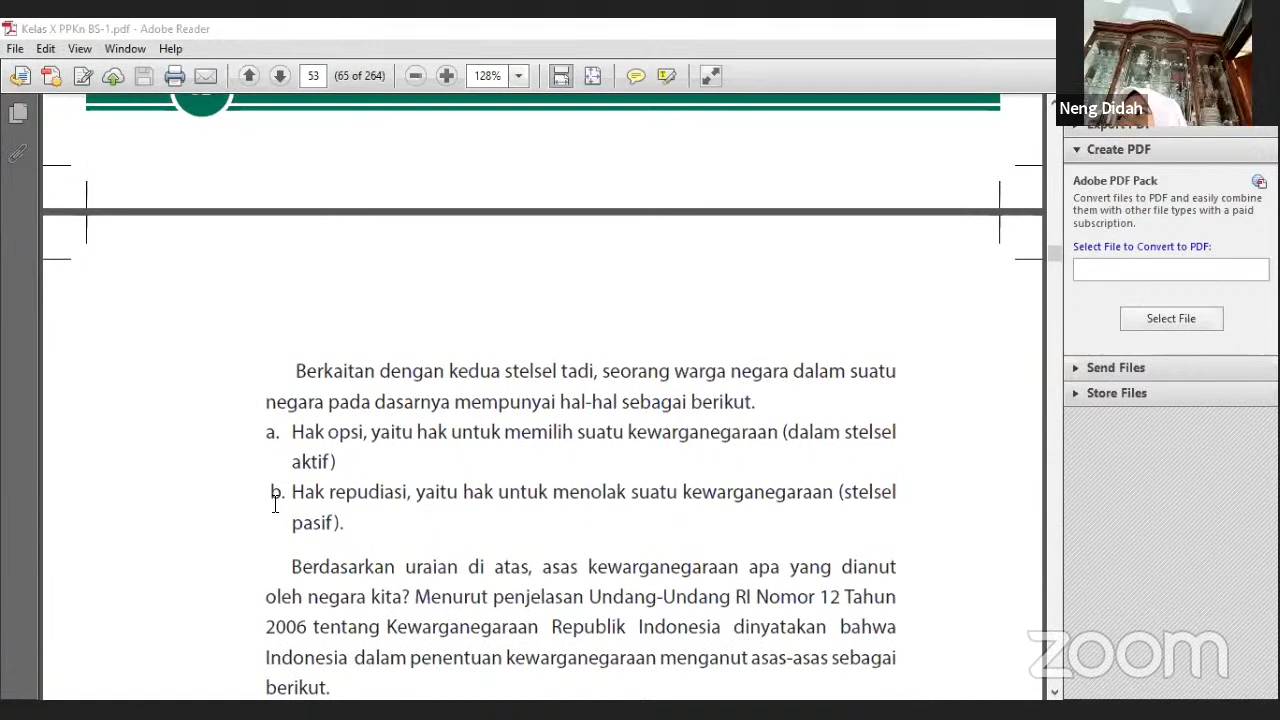 Kelas X PPKn BS-1.pdf - Adobe Reader
File Edit View Window Help
53 (65 of 264) 128%
Neng Didah
Create PDF
Adobe PDF Pack
Convert files to PDF and easily combine
them with other file types with a paid
subscription.
Select File to Convert to PDF:
Select File
Send Files
Store Files
Berkaitan dengan kedua stelsel tadi, seorang warga negara dalam suatu
negara pada dasarnya mempunyai hal-hal sebagai berikut.
a. Hak opsi, yaitu hak untuk memilih suatu kewarganegaraan (dalam stelsel
aktif)
b. Hak repudiasi, yaitu hak untuk menolak suatu kewarganegaraan (stelsel
pasif).
Berdasarkan uraian di atas, asas kewarganegaraan apa yang dianut
oleh negara kita? Menurut penjelasan Undang-Undang RI Nomor 12 Tahun
2006 tentang Kewarganegaraan Republik Indonesia dinyatakan bahwa
Indonesia dalam penentuan kewarganegaraan menganut asas-asas sebagai
berikut.
zoom